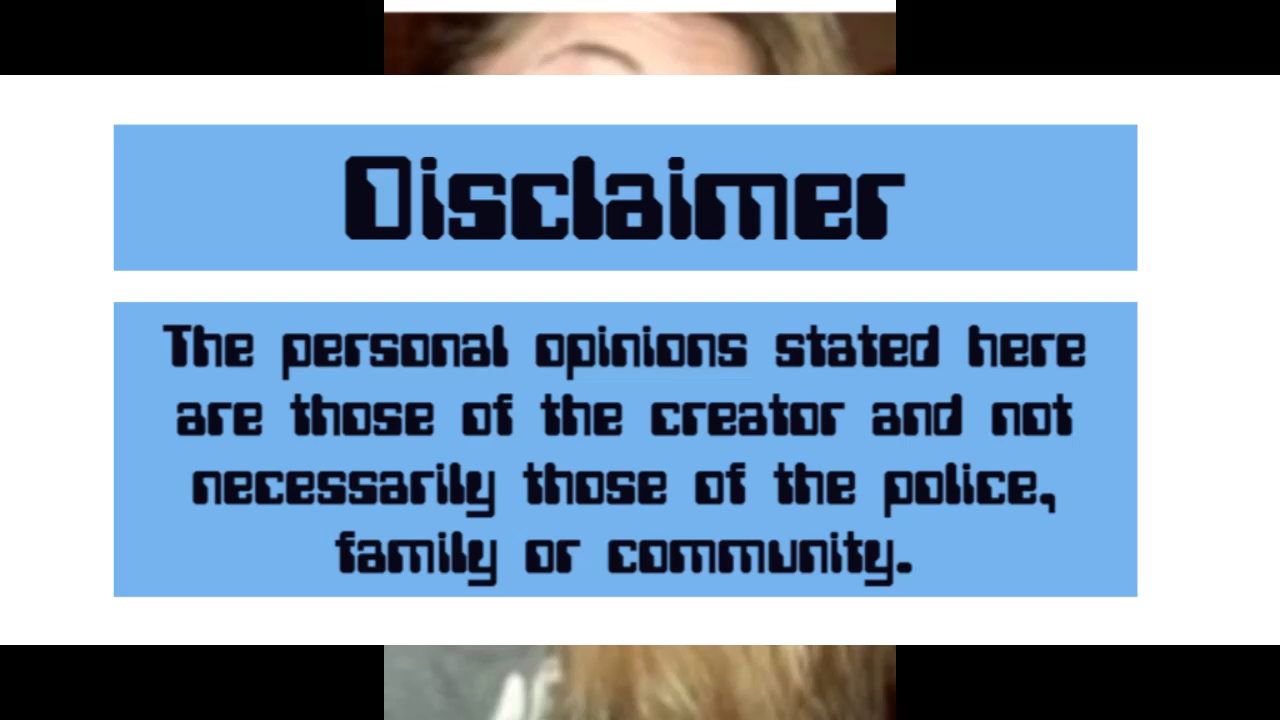 Disclaimer
The personal opinions stated here
are those of the creator and not
necessarily those of the police,
family or community.